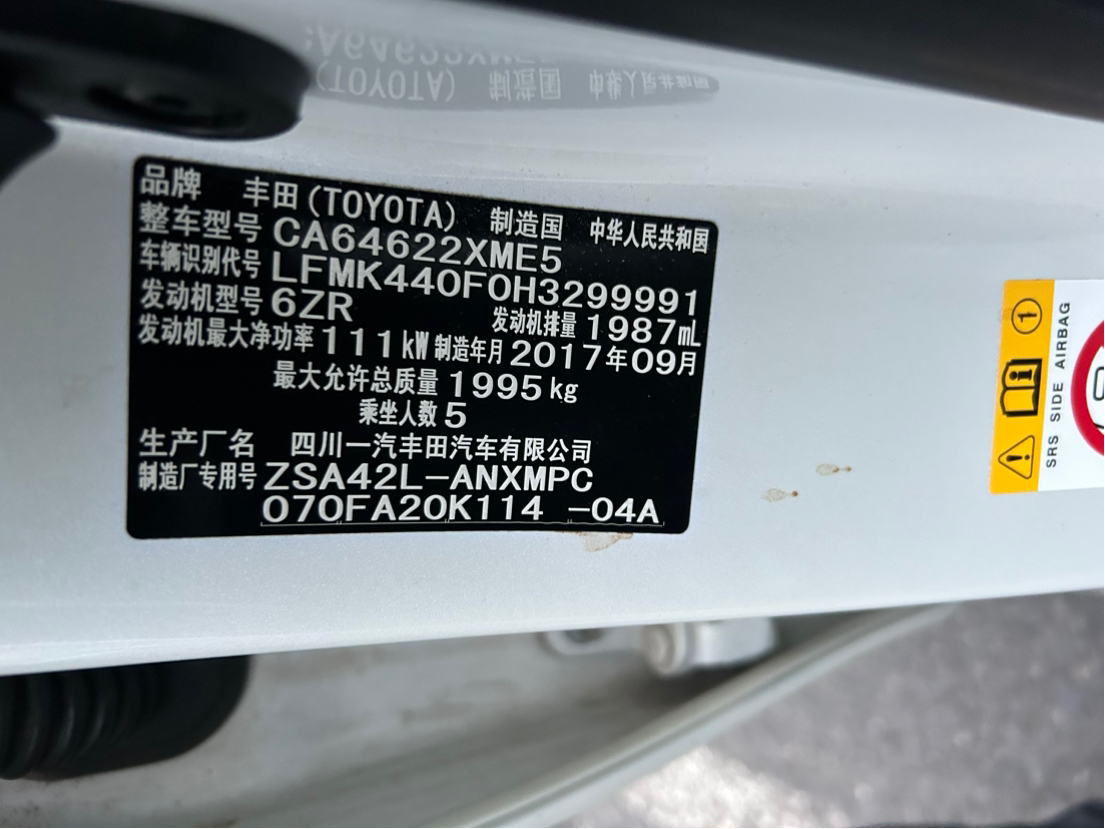 品牌 丰田(TOYOTA) 制造国 中华人民共和国
整车型号 CA64622XME5
车辆识别代号 LFMK440F0H3299991
发动机型号 6ZR 发动机排量 1987mL
发动机最大净功率 111kW 制造年月 2017年09月
最大允许总质量 1995kg
乘坐人数 5
生产厂名 四川一汽丰田汽车有限公司
制造厂专用号 ZSA42L-ANXMPC
070FA20K114 -04A
SRS SIDE AIRBAG
1